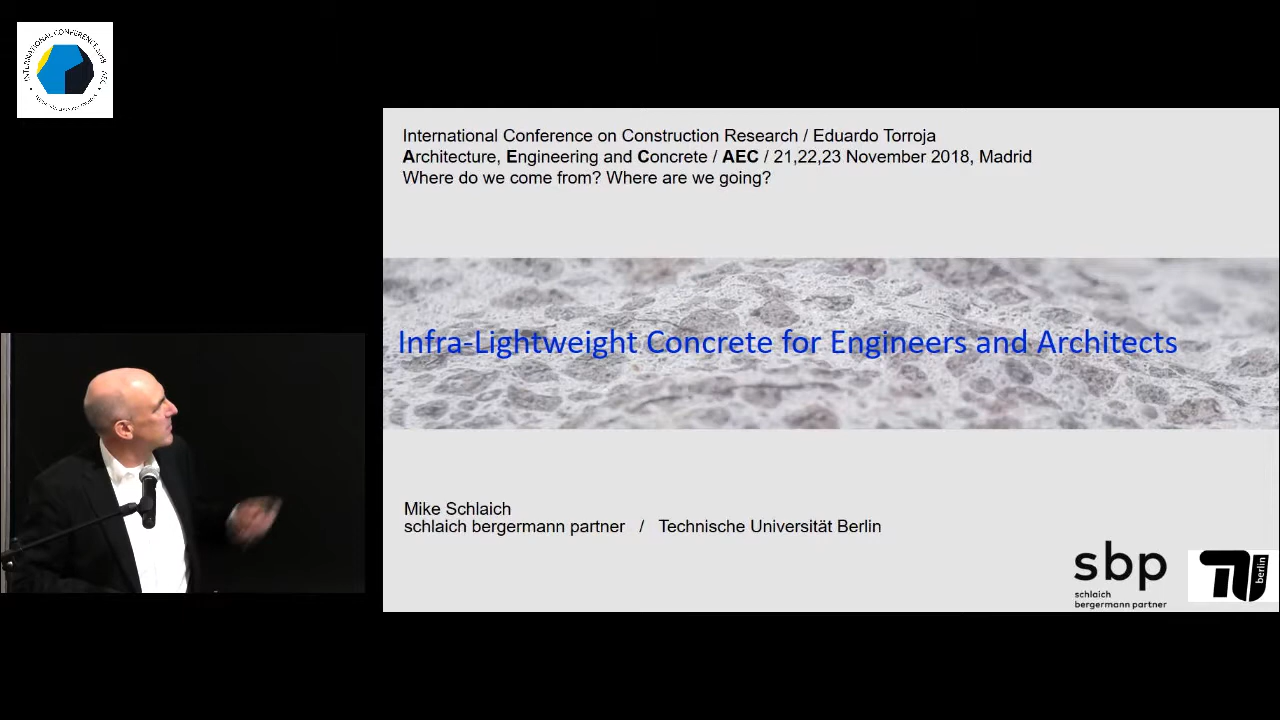 INTERNATIONAL CONFERENCE
International Conference on Construction Research / Eduardo Torroja
Architecture, Engineering and Concrete / AEC / 21,22,23 November 2018, Madrid
Where do we come from? Where are we going?
Infra-Lightweight Concrete for Engineers and Architects
Mike Schlaich
schlaich bergermann partner / Technische Universität Berlin
sbp
schlaich
bergermann partner
TU
berlin